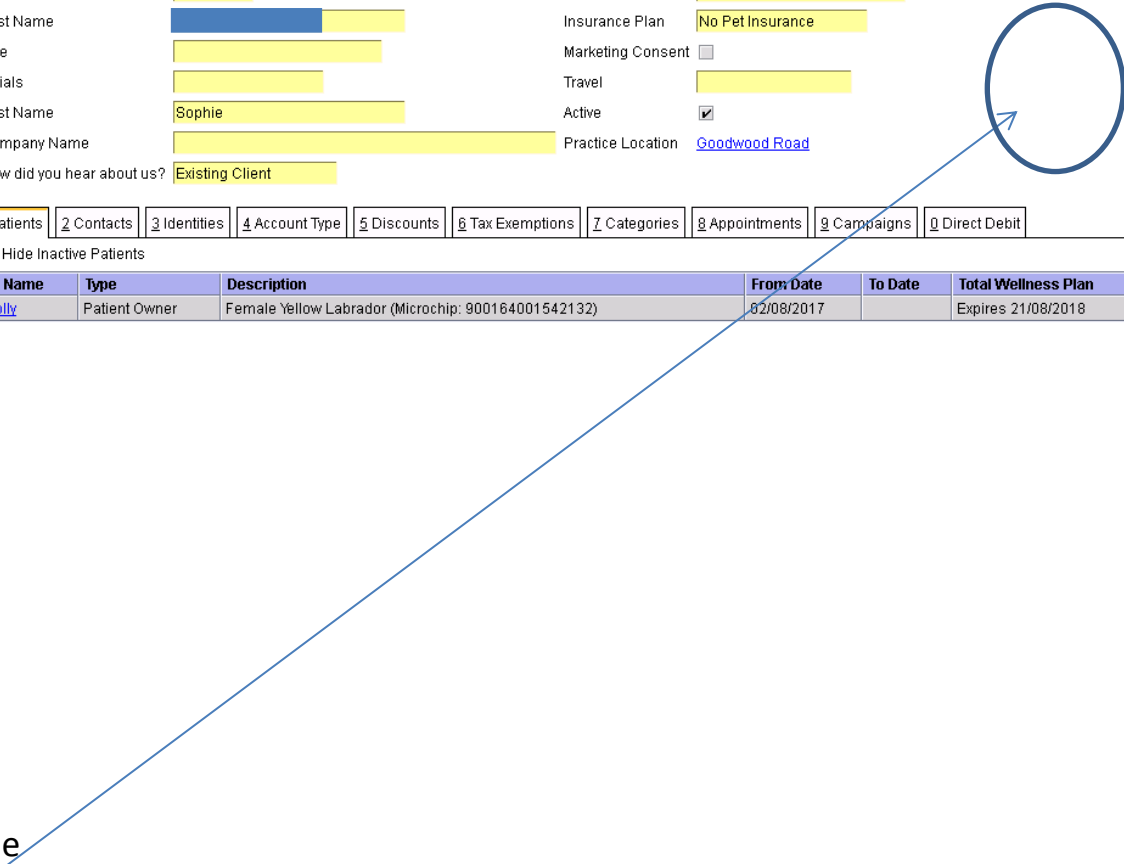 st Name Insurance Plan No Pet Insurance
e Marketing Consent
ials Travel
st Name Sophie Active
mpany Name Practice Location Goodwood Road
w did you hear about us? Existing Client
atients 2 Contacts 3 Identities 4 Account Type 5 Discounts 6 Tax Exemptions 7 Categories 8 Appointments 9 Campaigns 0 Direct Debit
Hide Inactive Patients
Name Type Description From Date To Date Total Wellness Plan
olly Patient Owner Female Yellow Labrador (Microchip: 900164001542132) 02/08/2017 Expires 21/08/2018
e